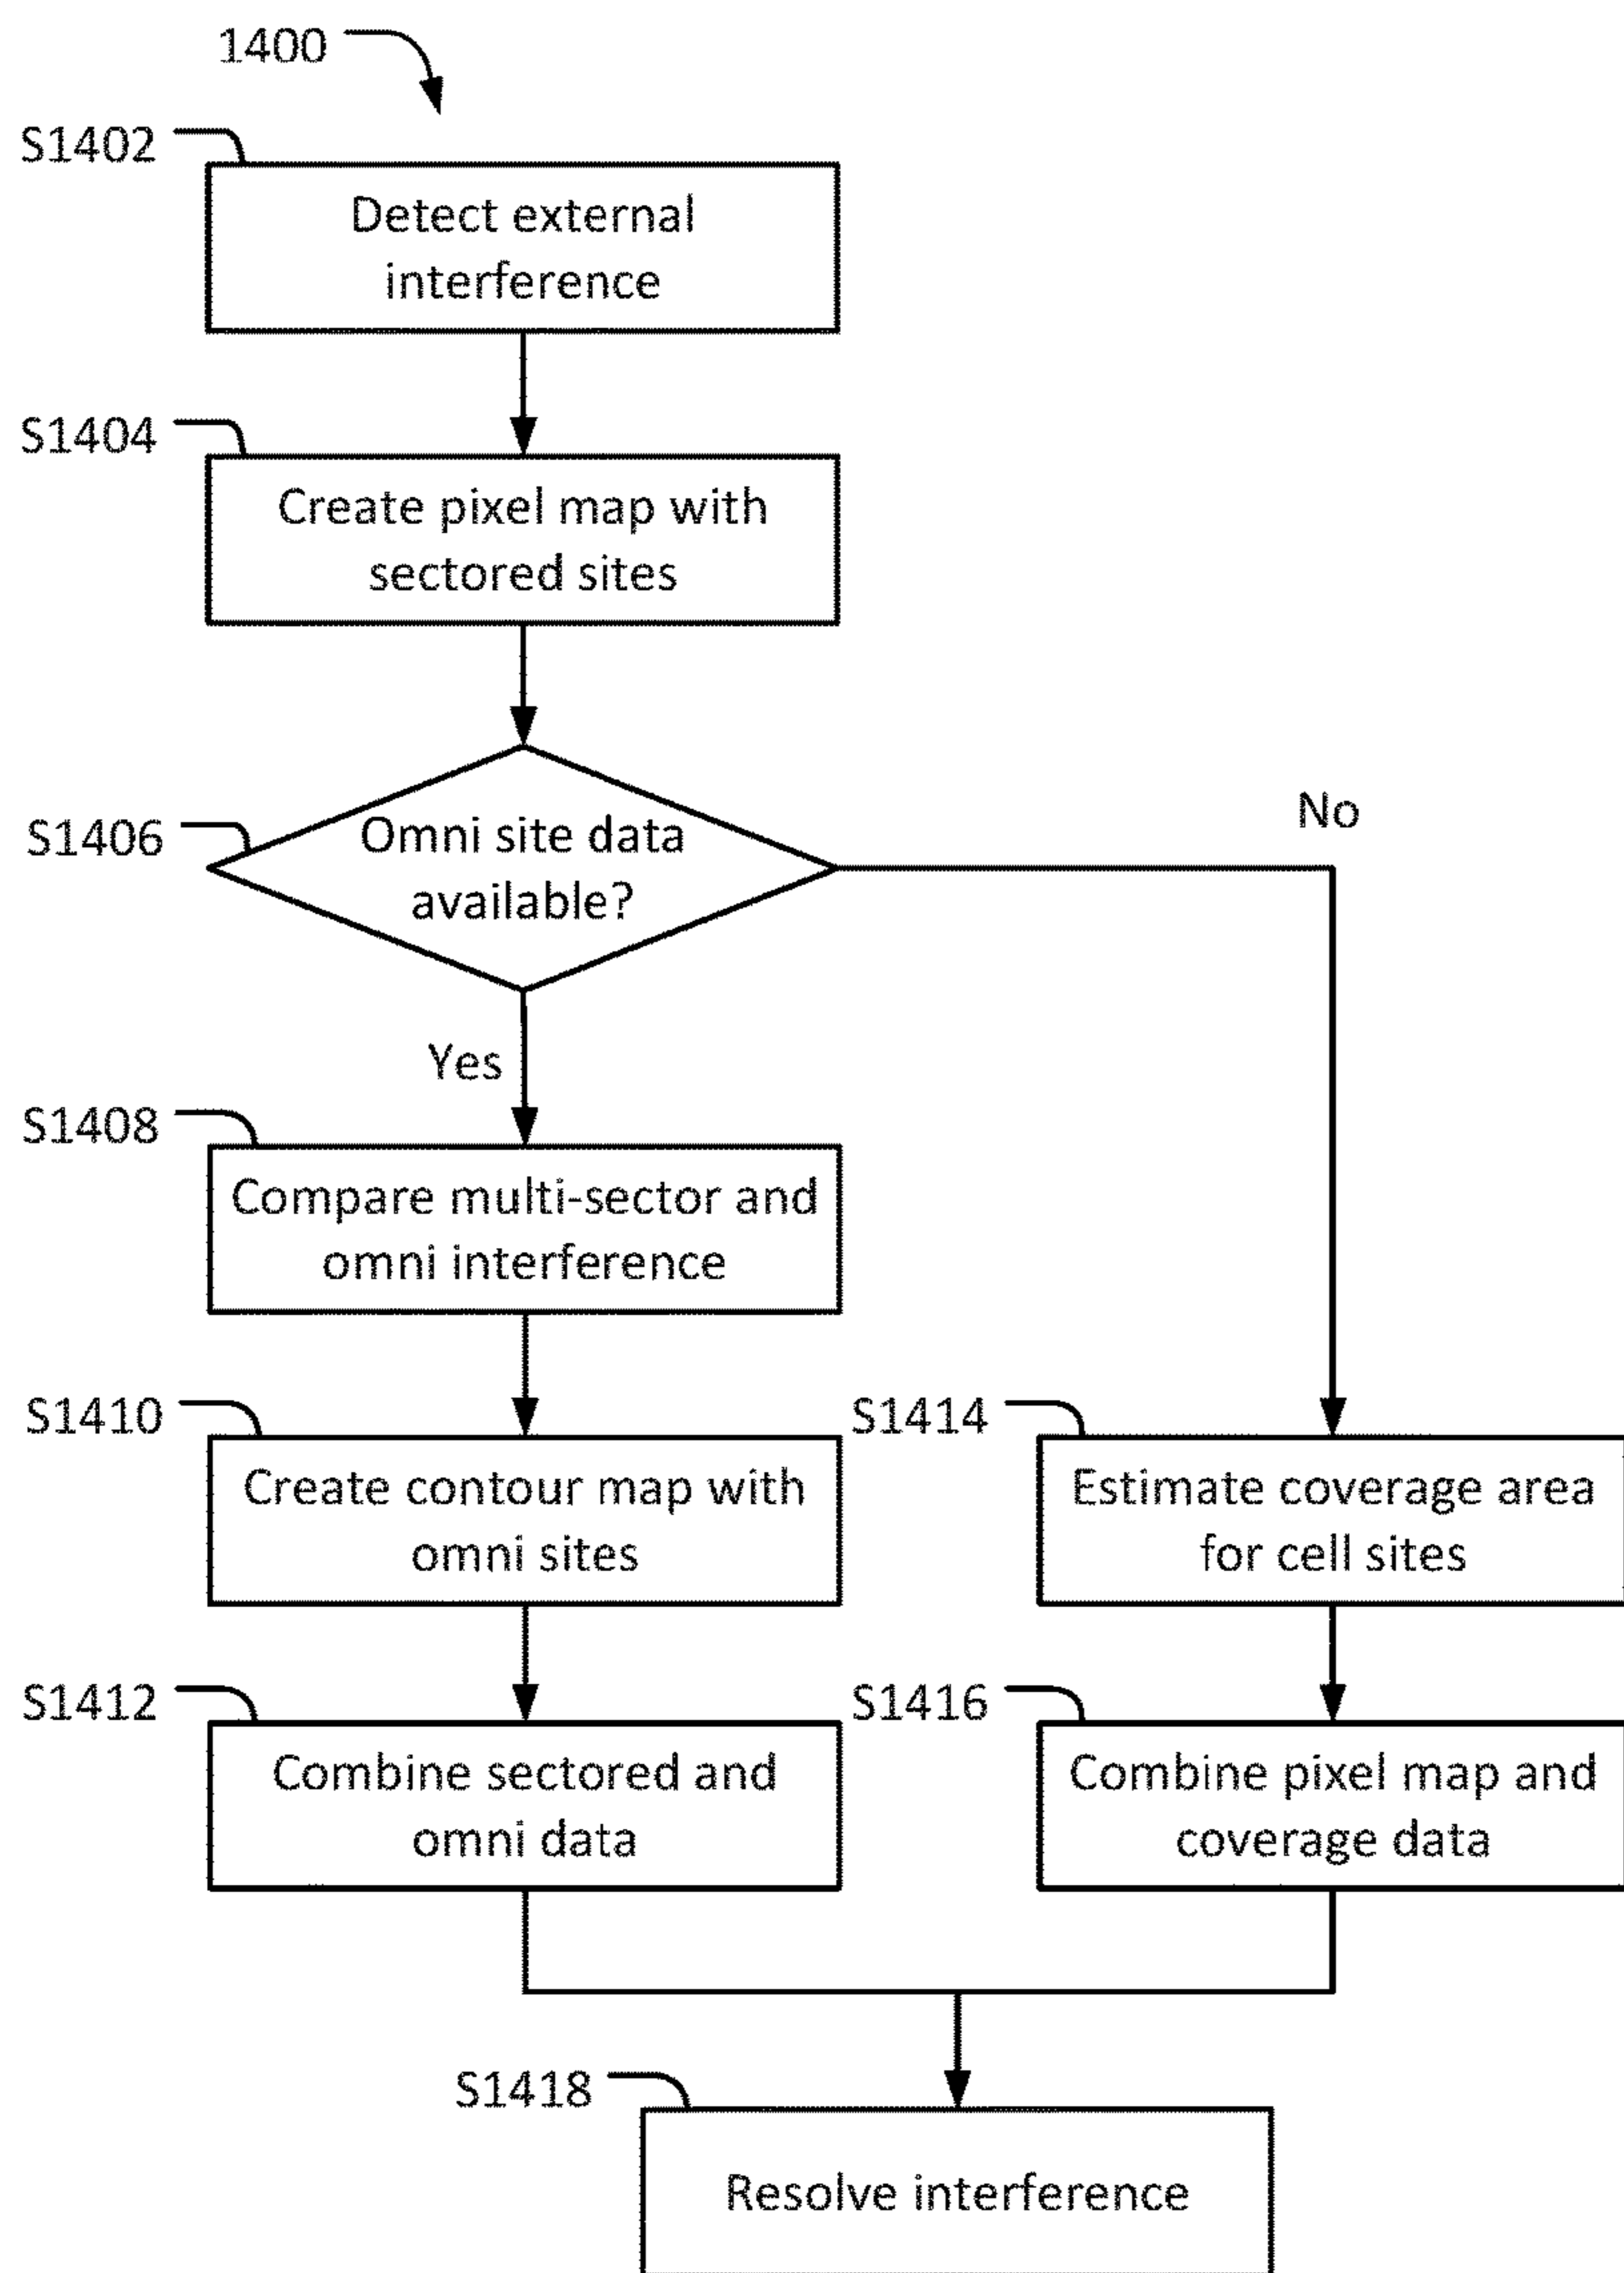 1400
S1402
Detect external
interference
S1404
Create pixel map with
sectored sites
S1406
Omni site data
available?
No
Yes
S1408
Compare multi-sector and
omni interference
S1410
Create contour map with
omni sites
S1414
Estimate coverage area
for cell sites
S1412
Combine sectored and
omni data
S1416
Combine pixel map and
coverage data
S1418
Resolve interference